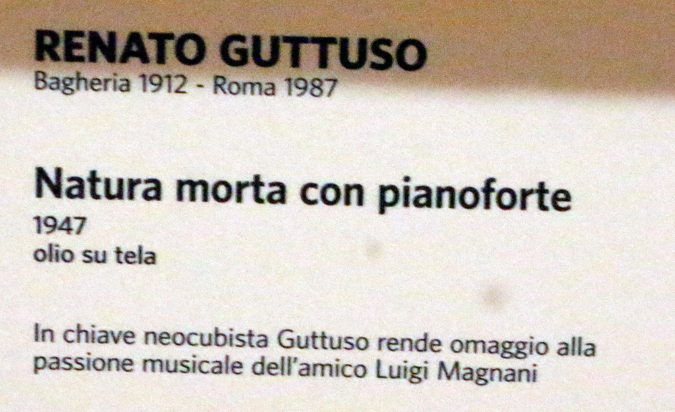 RENATO GUTTUSO
Bagheria 1912 - Roma 1987
Natura morta con pianoforte
1947
olio su tela
In chiave neocubista Guttuso rende omaggio alla
passione musicale dell'amico Luigi Magnani